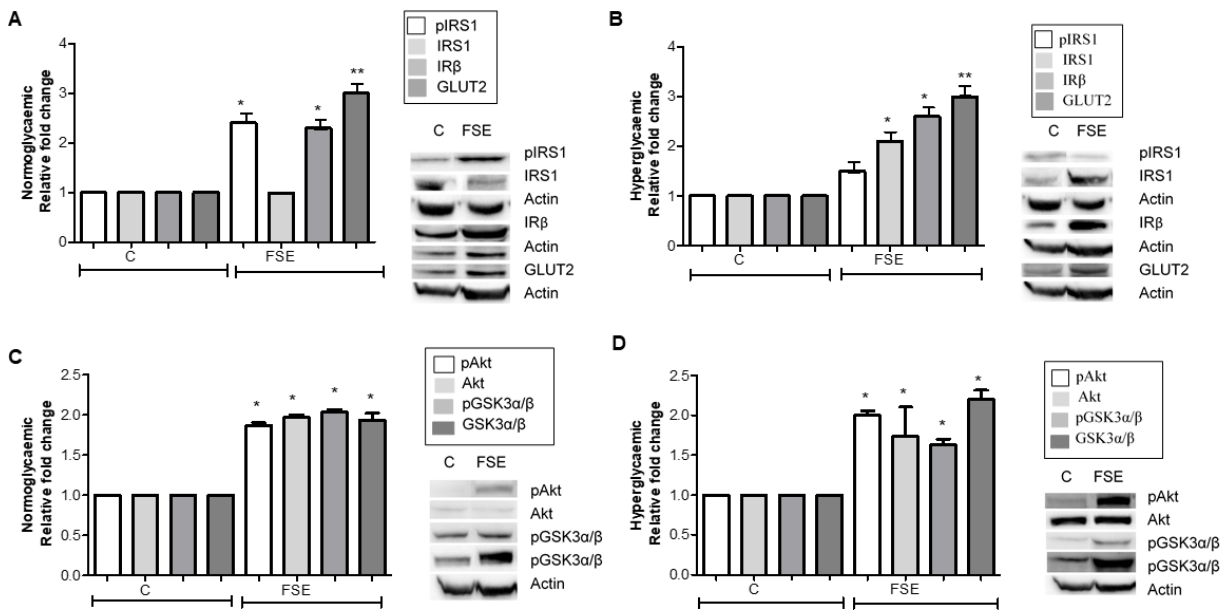 A
Normoglycaemic
Relative fold change
4
3
2
1
0
*
*
**
C
FSE
pIRS1
IRS1
IRβ
GLUT2
C FSE
pIRS1
IRS1
Actin
IRβ
Actin
GLUT2
Actin
B
Hyperglycaemic
Relative fold change
4
3
2
1
0
*
*
**
C
FSE
pIRS1
IRS1
IRβ
GLUT2
C FSE
pIRS1
IRS1
Actin
IRβ
Actin
GLUT2
Actin
C
Normoglycaemic
Relative fold change
2.5
2.0
1.5
1.0
0.5
0.0
*
*
*
*
C
FSE
pAkt
Akt
pGSK3α/β
GSK3α/β
C FSE
pAkt
Akt
pGSK3α/β
pGSK3α/β
Actin
D
Hyperglycaemic
Relative fold change
2.5
2.0
1.5
1.0
0.5
0.0
*
*
*
*
C
FSE
pAkt
Akt
pGSK3α/β
GSK3α/β
C FSE
pAkt
Akt
pGSK3α/β
pGSK3α/β
Actin